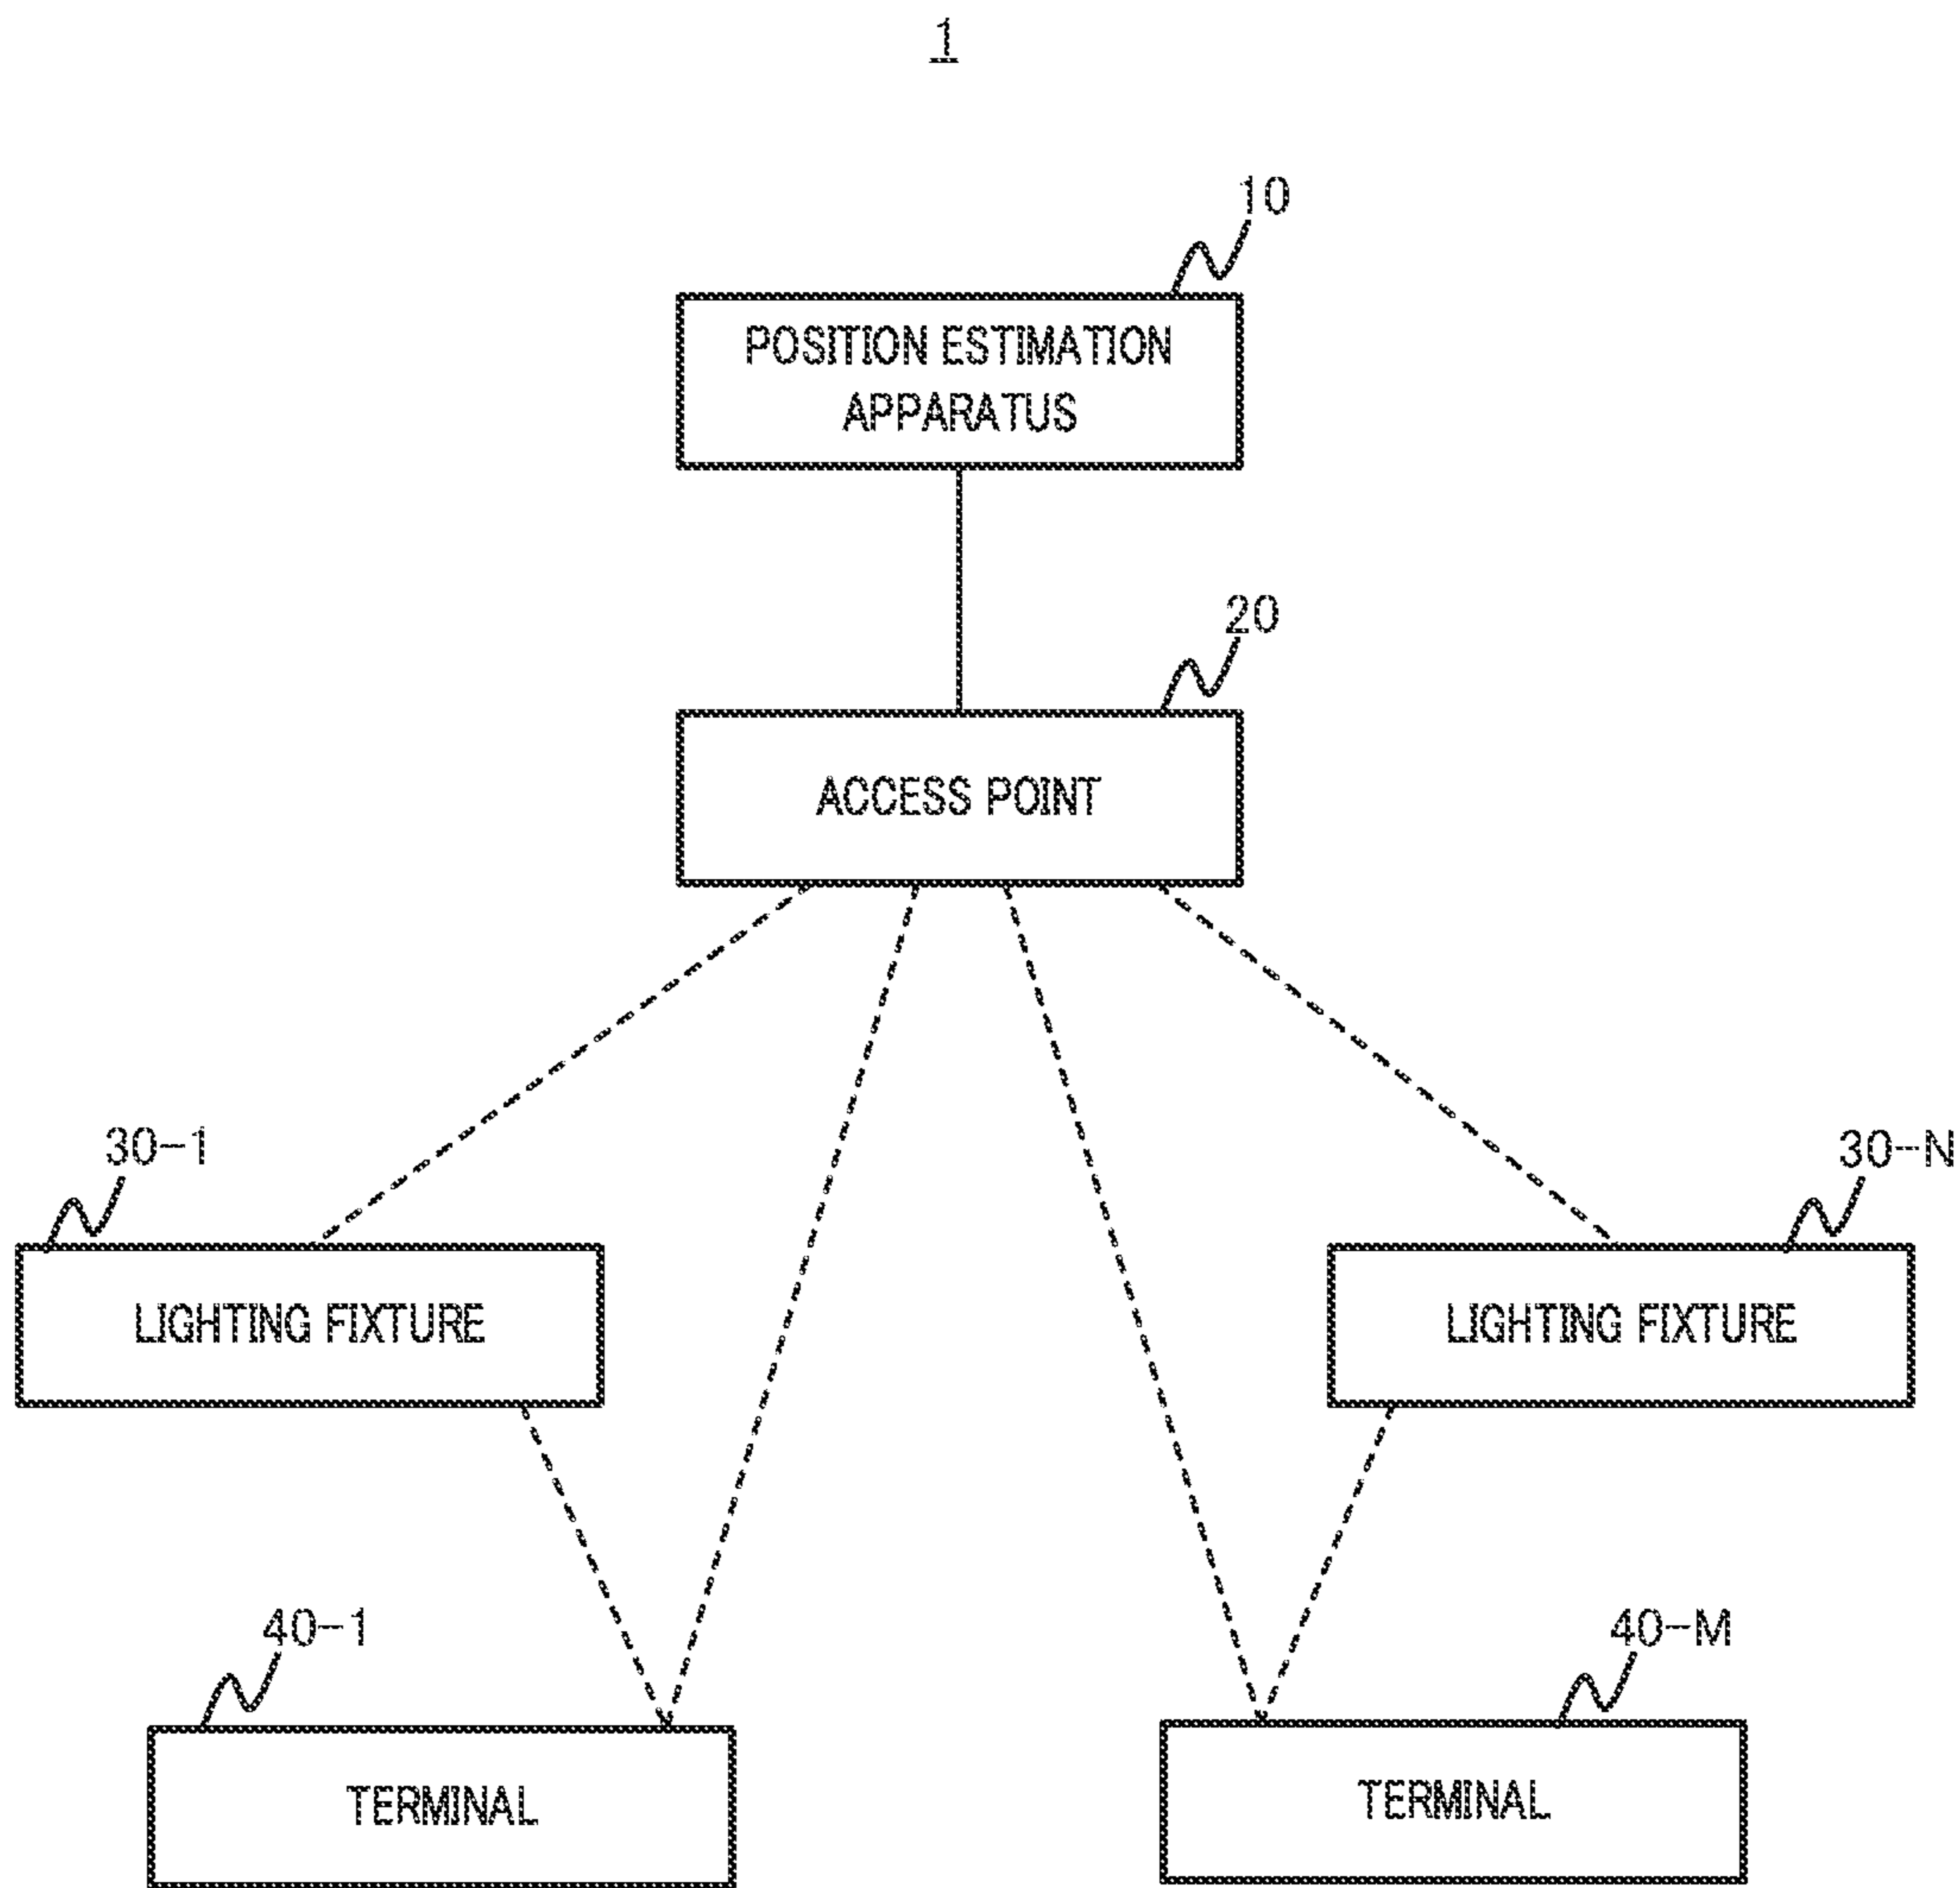 1
10
POSITION ESTIMATION
APPARATUS
20
ACCESS POINT
30-1
30-N
LIGHTING FIXTURE
LIGHTING FIXTURE
40-1
40-M
TERMINAL
TERMINAL